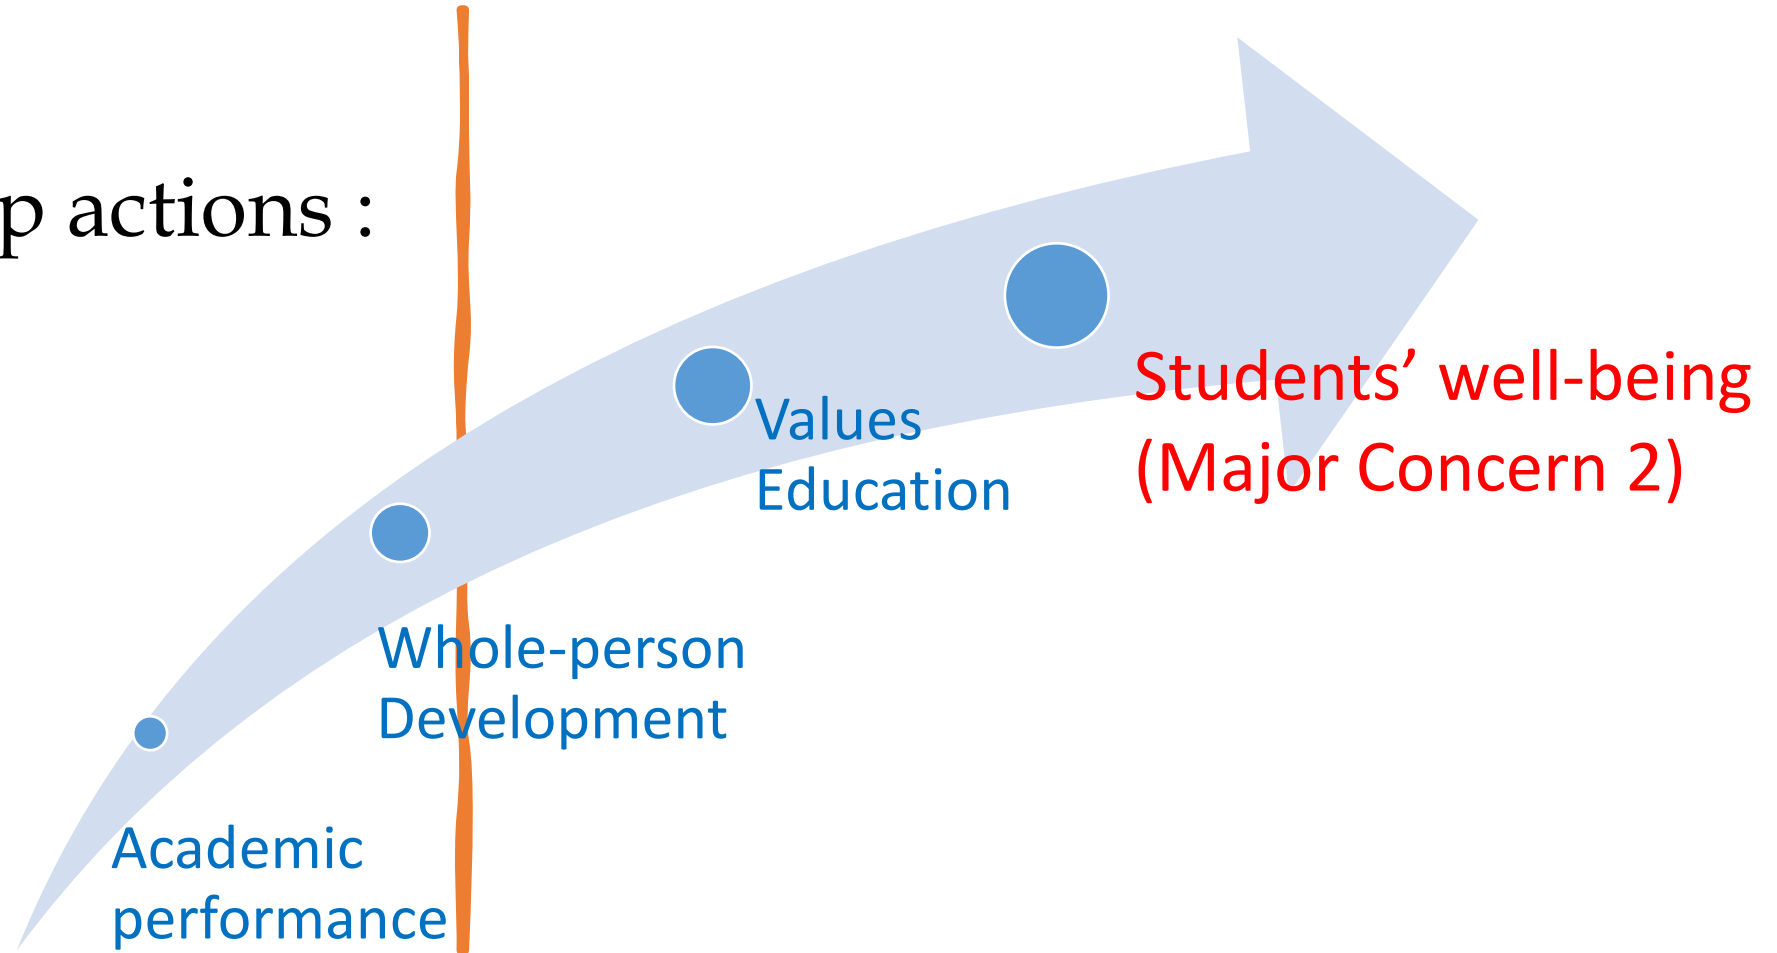 p actions :
Students’ well-being
(Major Concern 2)
Values
Education
Whole-person
Development
Academic
performance